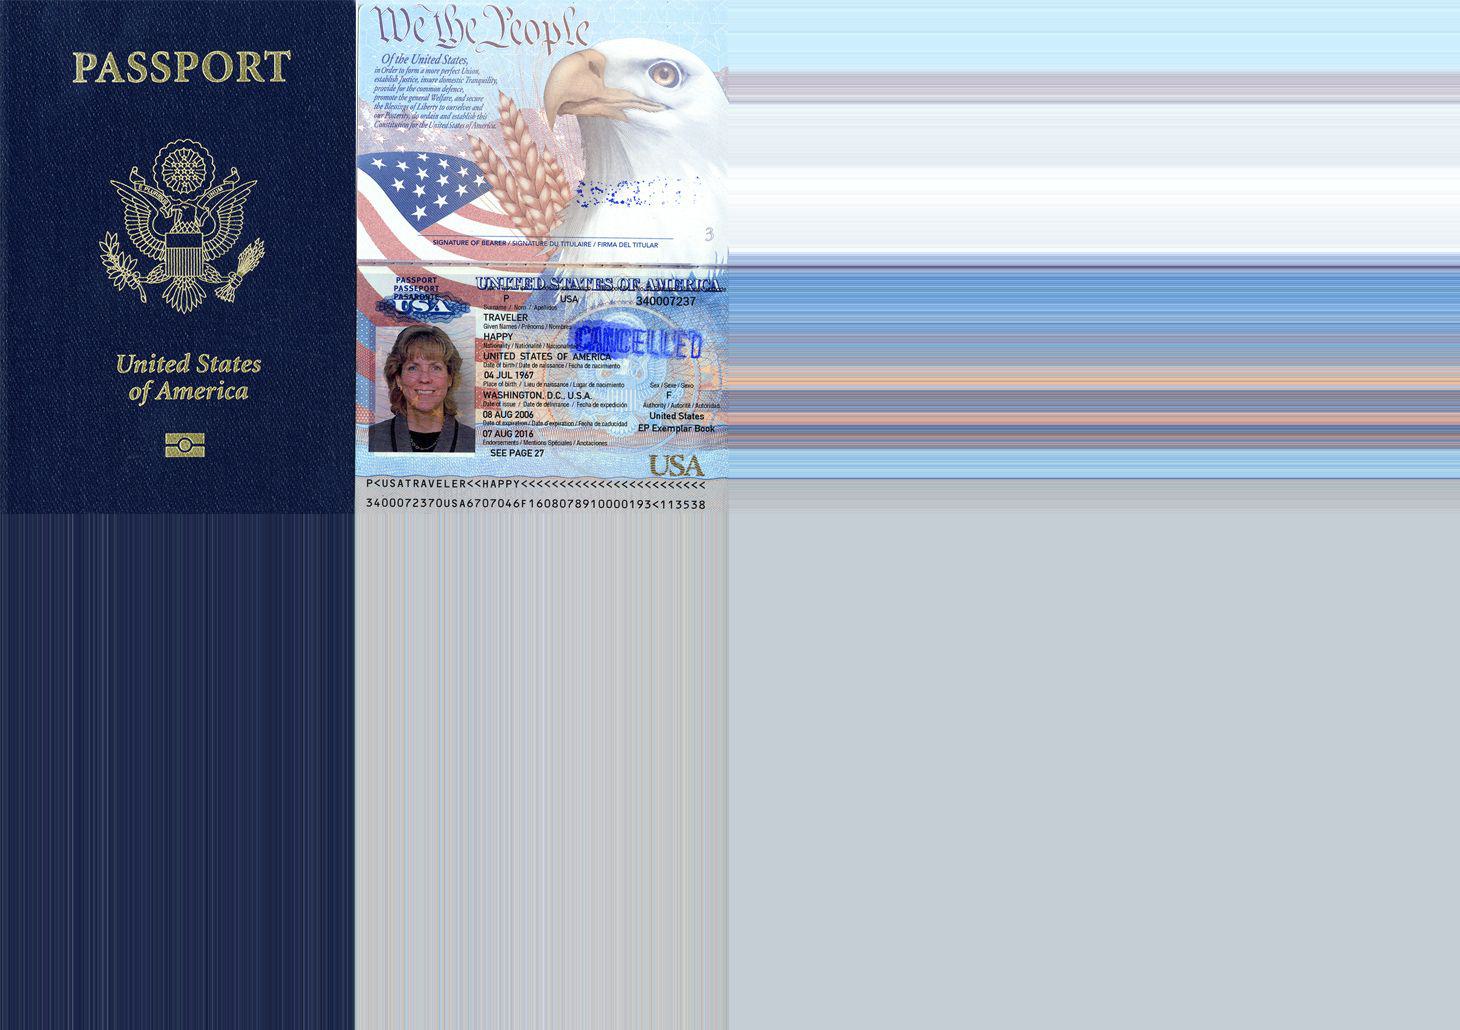 PASSPORT
E PLURIBUS UNUM
United States
of America
We the People
Of the United States,
in Order to form a more perfect Union,
establish Justice, insure domestic Tranquility,
provide for the common defence,
promote the general Welfare, and secure
the Blessings of Liberty to ourselves and
our Posterity, do ordain and establish this
Constitution for the United States of America.
SIGNATURE OF BEARER / SIGNATURE DU TITULAIRE / FIRMA DEL TITULAR
3
PASSPORT
PASSEPORT
PASAPORTE
USA
UNITED STATES OF AMERICA
P USA 340007237
Surname / Nom / Apellidos
TRAVELER
Given Names / Prénoms / Nombres
HAPPY
Nationality / Nationalité / Nacionalidad
CANCELLED
UNITED STATES OF AMERICA
Date of birth / Date de naissance / Fecha de nacimiento
04 JUL 1967
Place of birth / Lieu de naissance / Lugar de nacimiento Sex / Sexe / Sexo
WASHINGTON, D.C., U.S.A. F
Date of issue / Date de délivrance / Fecha de expedición Authority / Autorité / Autoridad
08 AUG 2006 United States
Date of expiration / Date d'expiration / Fecha de caducidad
07 AUG 2016 EP Exemplar Book
Endorsements / Mentions Spéciales / Anotaciones
SEE PAGE 27
USA
P<USATRAVELER<<HAPPY<<<<<<<<<<<<<<<<<<<<<<<<
3400072370USA6707046F1608078910000193<113538